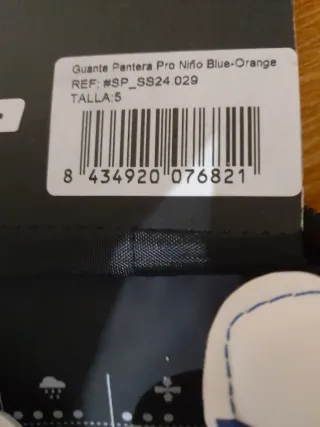 Guante Pantera Pro Niño Blue-Orange
REF: #SP_SS24.029
TALLA:5
8 434920 076821